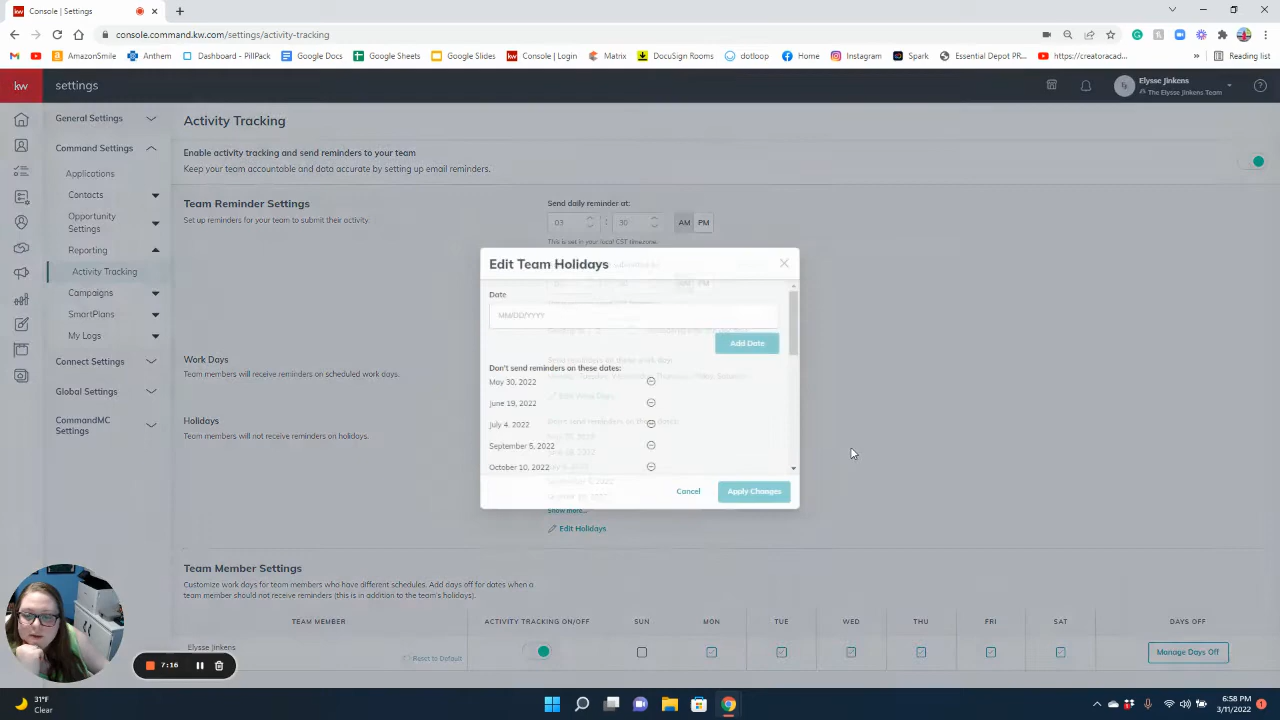 Console | Settings
console.command.kw.com/settings/activity-tracking
AmazonSmile Anthem Dashboard - PillPack Google Docs Google Sheets Google Slides Console | Login Matrix DocuSign Rooms dotloop Home Instagram Spark Essential Depot PR... https://creatoracad... » Reading list
kw settings Elysse Jinkens
The Elysse Jinkens Team
General Settings
Command Settings
Applications
Contacts
Opportunity
Settings
Reporting
Activity Tracking
Campaigns
SmartPlans
My Logs
Connect Settings
Global Settings
CommandMC
Settings
Activity Tracking
Enable activity tracking and send reminders to your team
Keep your team accountable and data accurate by setting up email reminders.
Team Reminder Settings
Set up reminders for your team to submit their activity.
Send daily reminder at:
03 : 30 AM PM
This is set in your local CST timezone.
Work Days
Team members will receive reminders on scheduled work days.
Holidays
Team members will not receive reminders on holidays.
Edit Team Holidays
Date
MM/DD/YYYY
Add Date
Don't send reminders on these dates:
May 30, 2022
June 19, 2022
July 4, 2022
September 5, 2022
October 10, 2022
Cancel Apply Changes
Show more...
Edit Holidays
Team Member Settings
Customize work days for team members who have different schedules. Add days off for dates when a
team member should not receive reminders (this is in addition to the team's holidays).
TEAM MEMBER ACTIVITY TRACKING ON/OFF SUN MON TUE WED THU FRI SAT DAYS OFF
Elysse Jinkens
Reset to Default
Manage Days Off
7:16
31°F
Clear
6:58 PM
3/11/2022